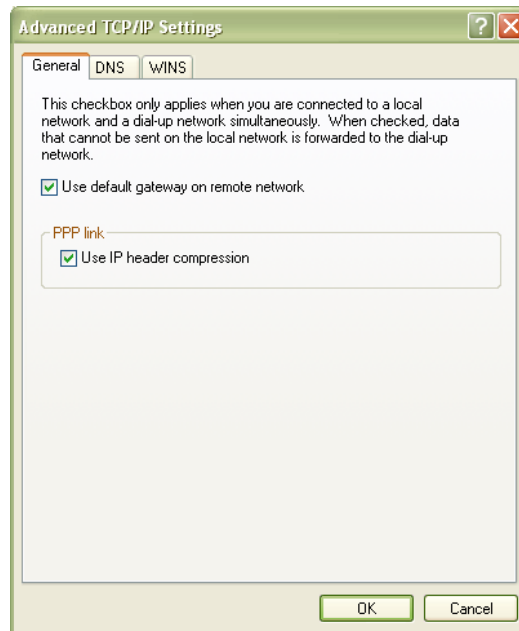 Advanced TCP/IP Settings
General DNS WINS
This checkbox only applies when you are connected to a local
network and a dial-up network simultaneously. When checked, data
that cannot be sent on the local network is forwarded to the dial-up
network.
Use default gateway on remote network
PPP link
Use IP header compression
OK Cancel